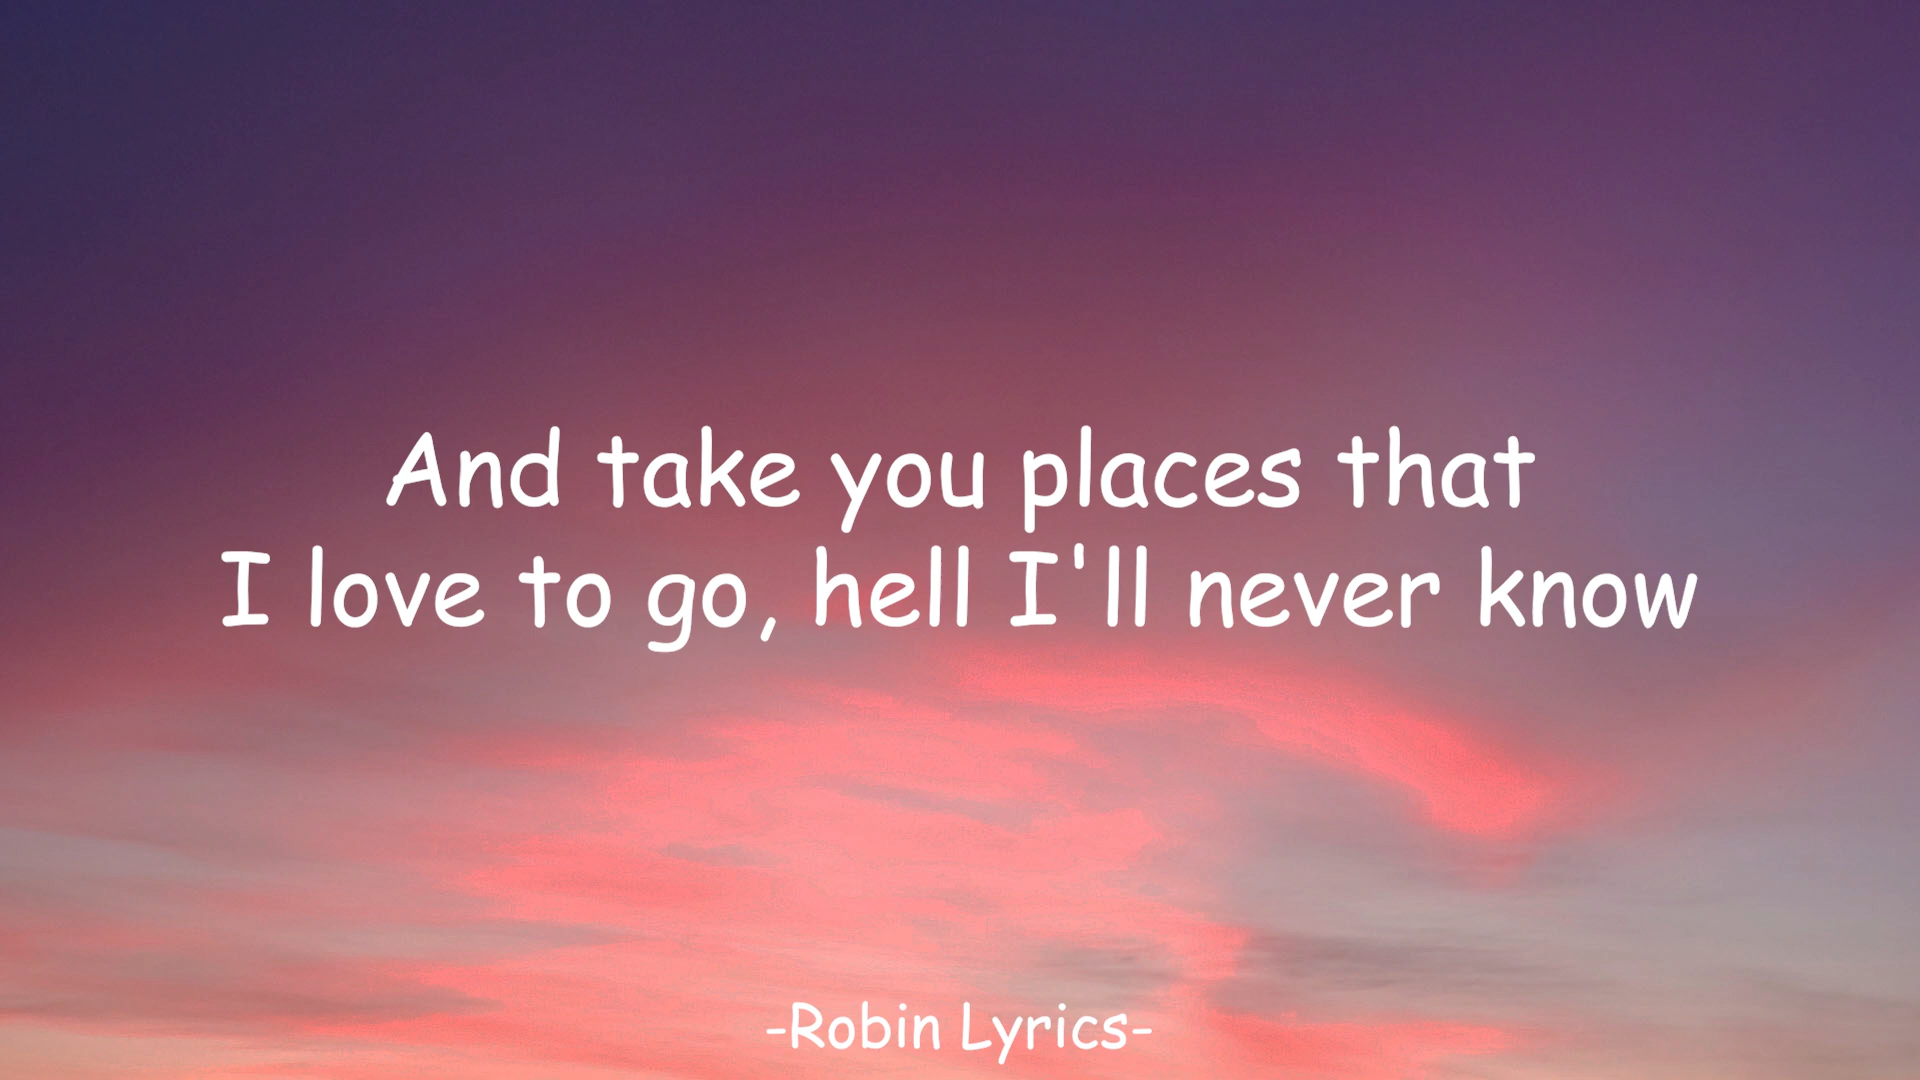 And take you places that
I love to go, hell I'll never know
-Robin Lyrics-